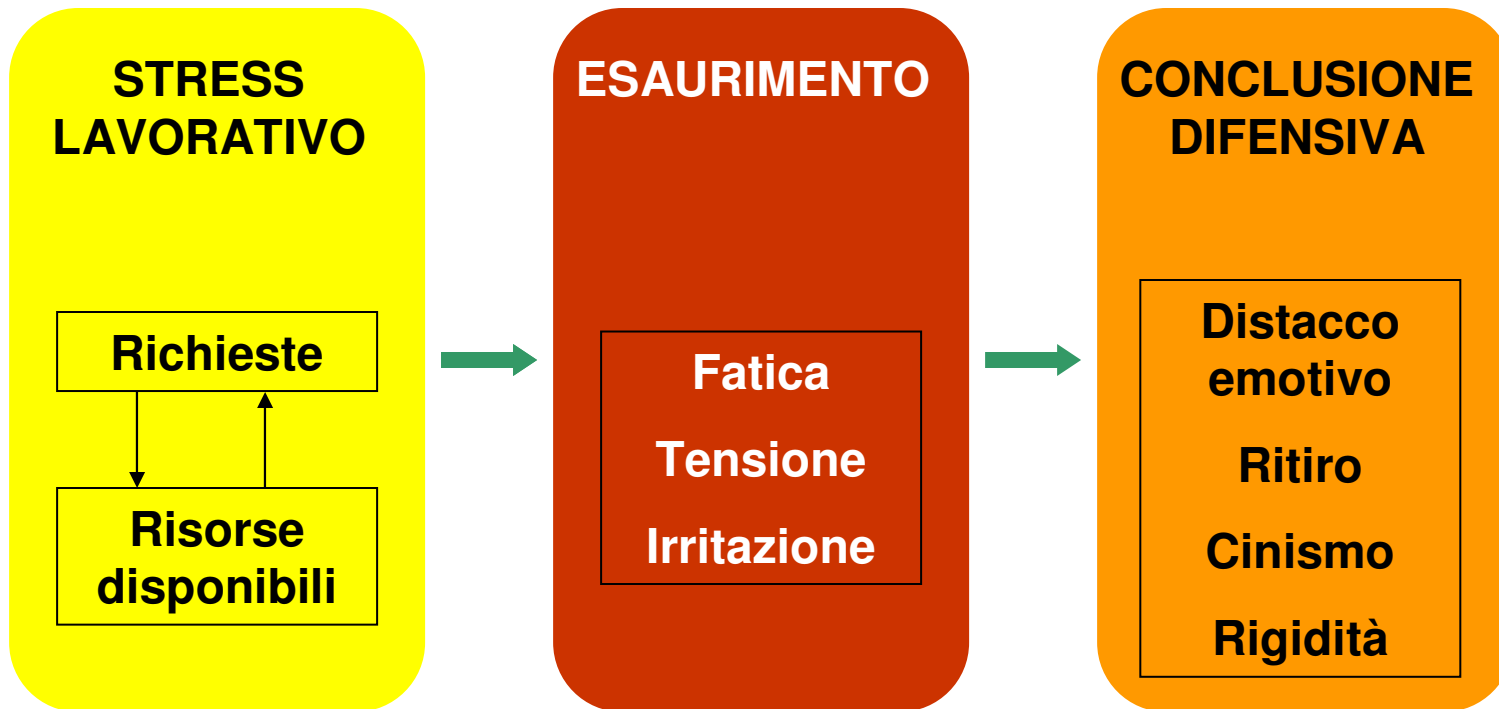 STRESS
LAVORATIVO
Richieste
Risorse
disponibili
ESAURIMENTO
Fatica
Tensione
Irritazione
CONCLUSIONE
DIFENSIVA
Distacco
emotivo
Ritiro
Cinismo
Rigidità